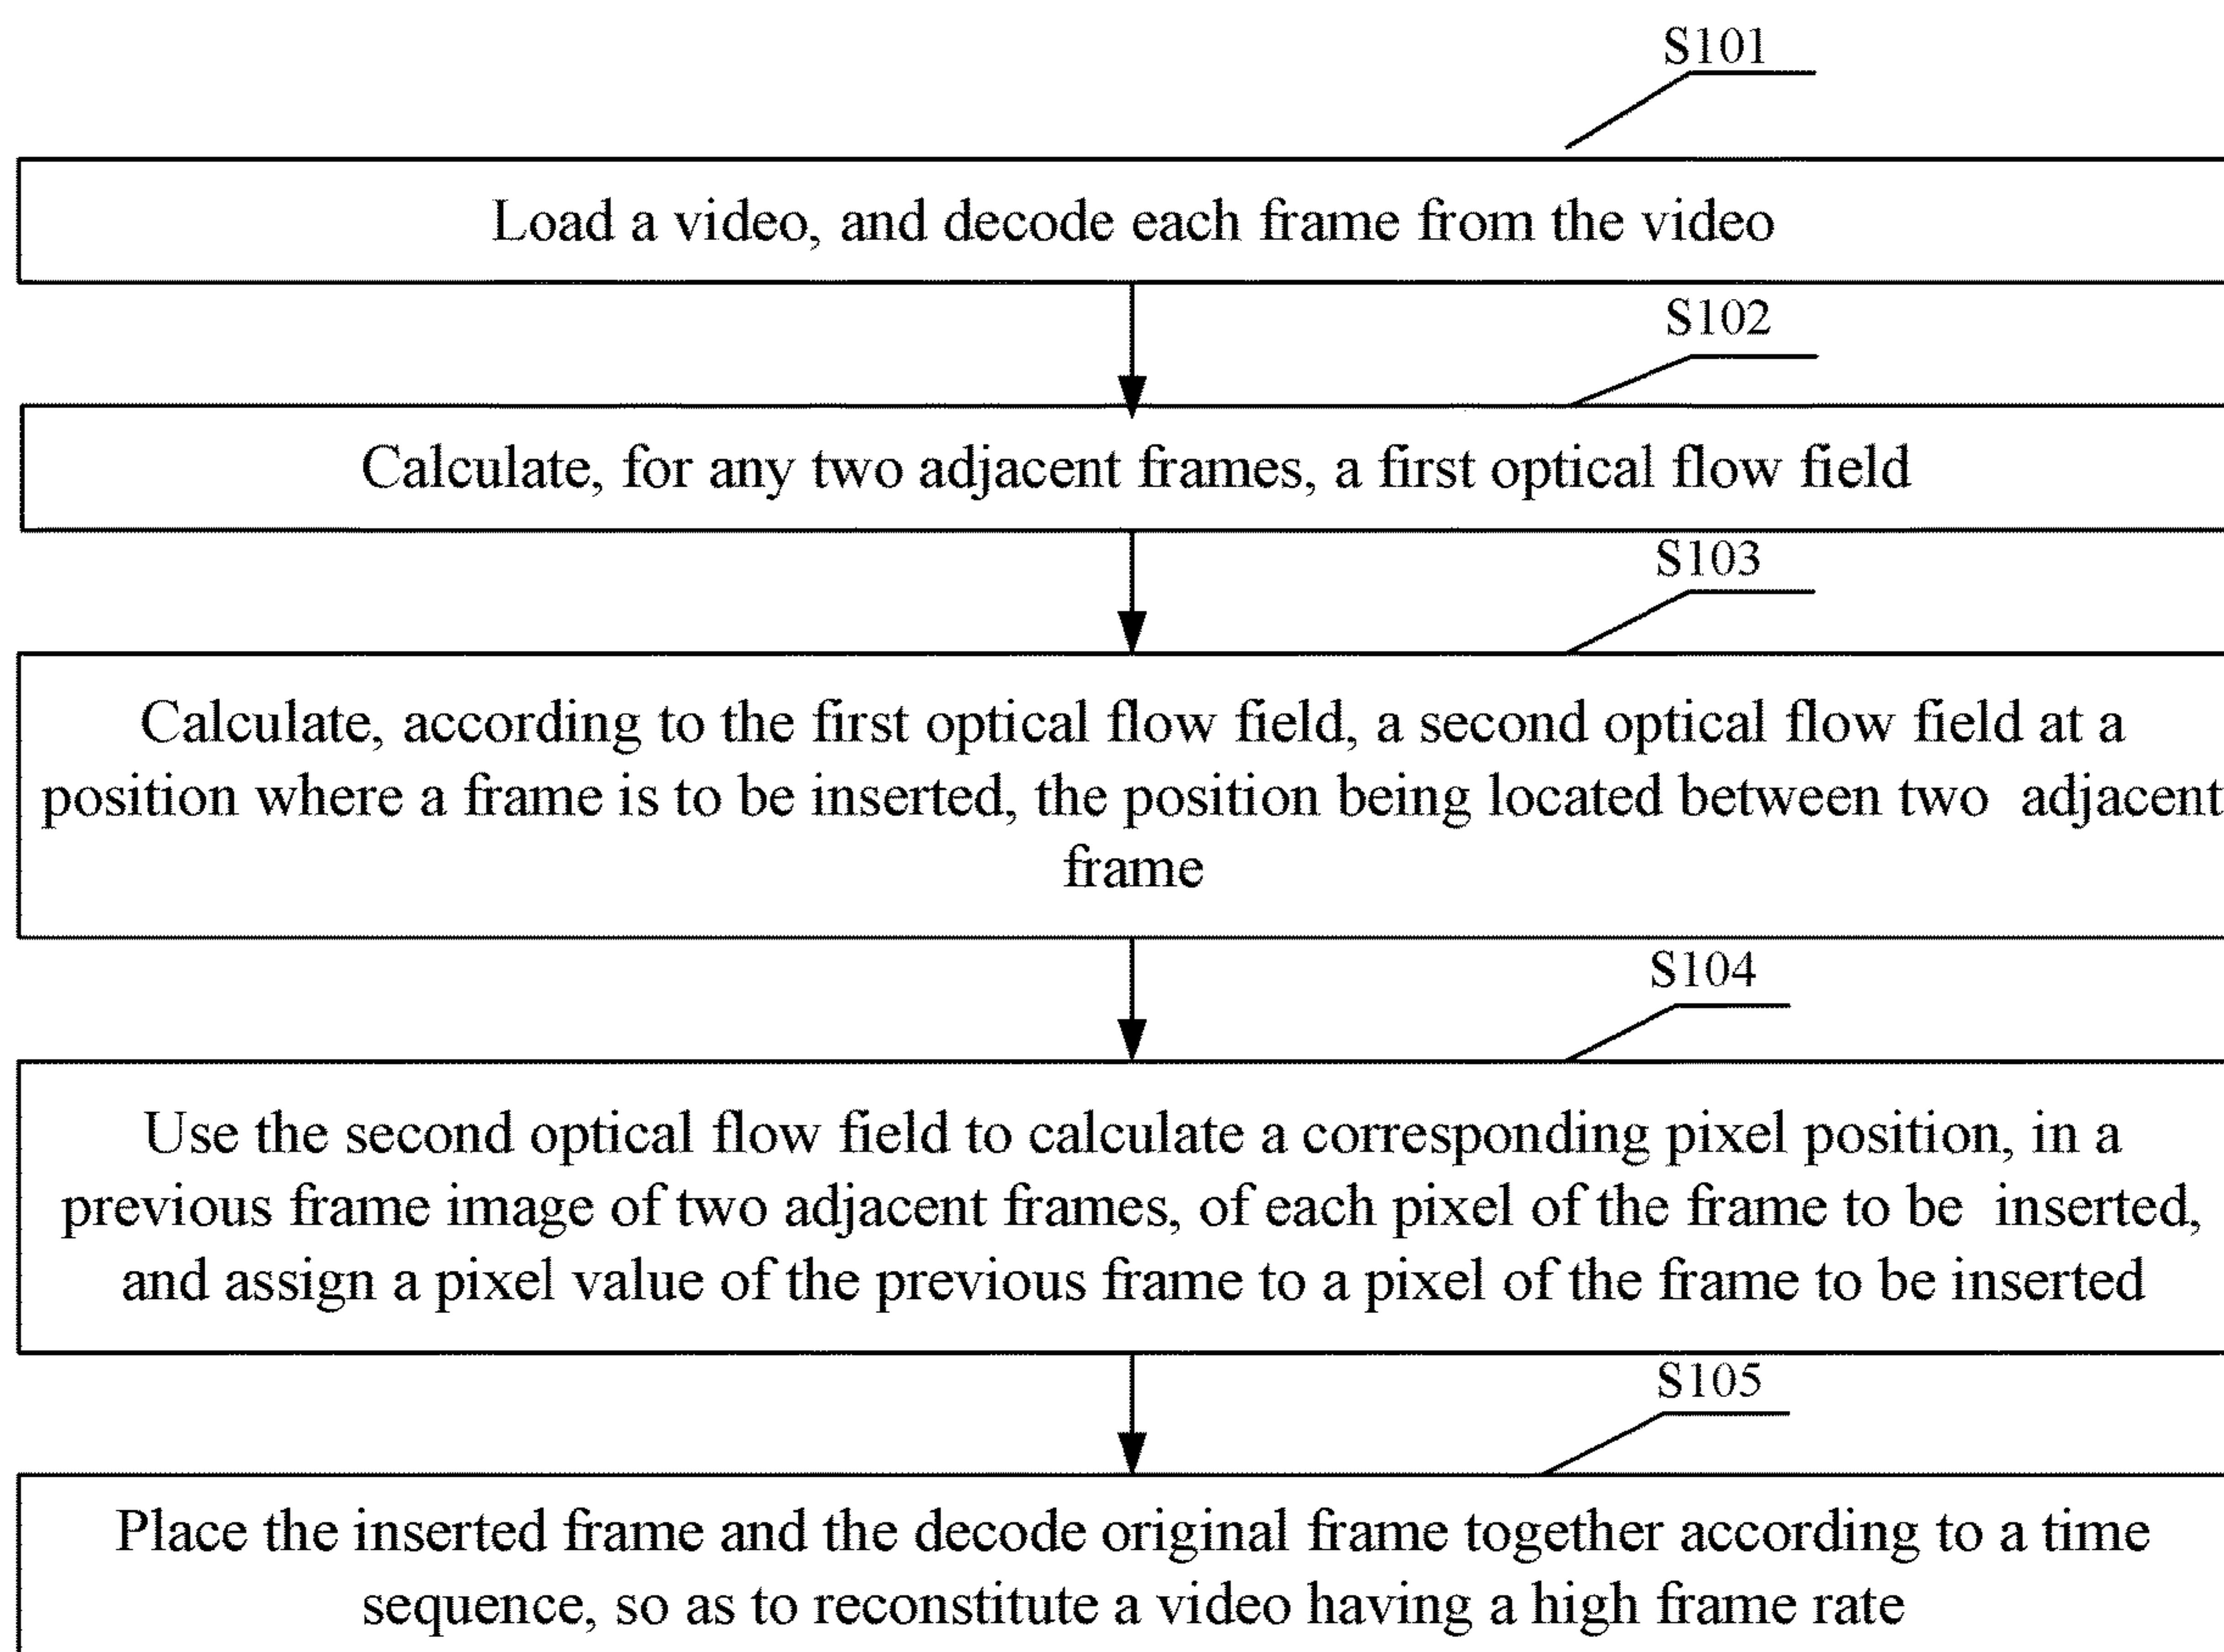 S101
Load a video, and decode each frame from the video
S102
Calculate, for any two adjacent frames, a first optical flow field
S103
Calculate, according to the first optical flow field, a second optical flow field at a
position where a frame is to be inserted, the position being located between two adjacent
frame
S104
Use the second optical flow field to calculate a corresponding pixel position, in a
previous frame image of two adjacent frames, of each pixel of the frame to be inserted,
and assign a pixel value of the previous frame to a pixel of the frame to be inserted
S105
Place the inserted frame and the decode original frame together according to a time
sequence, so as to reconstitute a video having a high frame rate